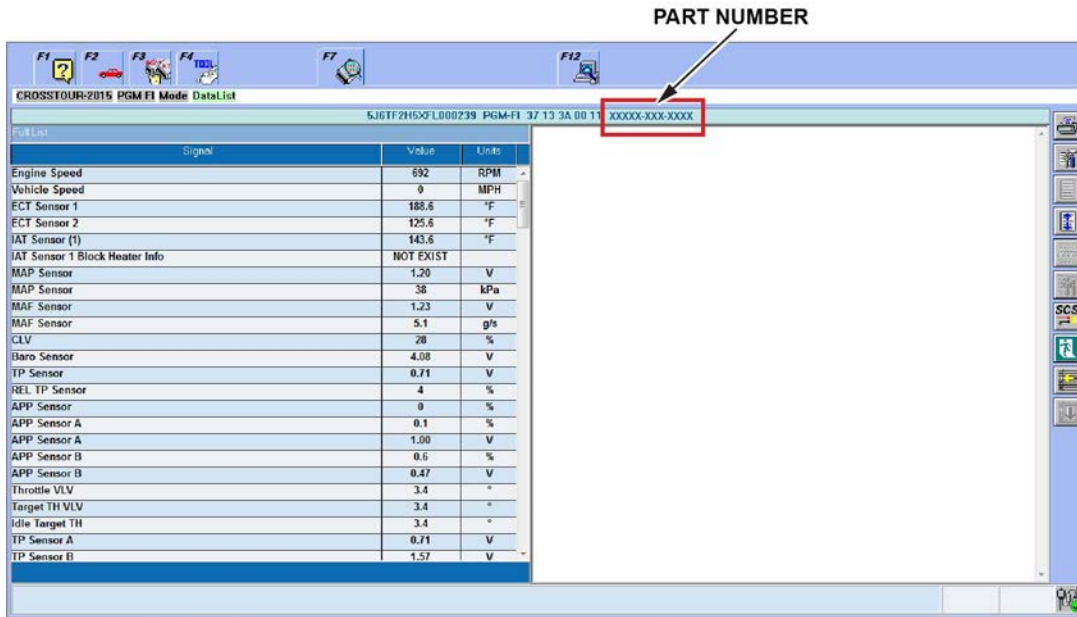 PART NUMBER
F1 F2 F3 F4 TOOL F7 F12
CROSSTOUR-2015 PGM FI Mode DataList
5J6TF2H5XFL000239 PGM-FI 37 13 3A 00 11 XXXXX-XXX-XXXX
Full List
Signal Value Units
Engine Speed 692 RPM
Vehicle Speed 0 MPH
ECT Sensor 1 188.6 °F
ECT Sensor 2 125.6 °F
IAT Sensor (1) 143.6 °F
IAT Sensor 1 Block Heater Info NOT EXIST
MAP Sensor 1.20 V
MAP Sensor 38 kPa
MAF Sensor 1.23 V
MAF Sensor 5.1 g/s
CLV 28 %
Baro Sensor 4.08 V
TP Sensor 0.71 V
REL TP Sensor 4 %
APP Sensor 0 %
APP Sensor A 0.1 %
APP Sensor A 1.00 V
APP Sensor B 0.6 %
APP Sensor B 0.47 V
Throttle VLV 3.4 °
Target TH VLV 3.4 °
Idle Target TH 3.4 °
TP Sensor A 0.71 V
TP Sensor B 1.57 V
SCS